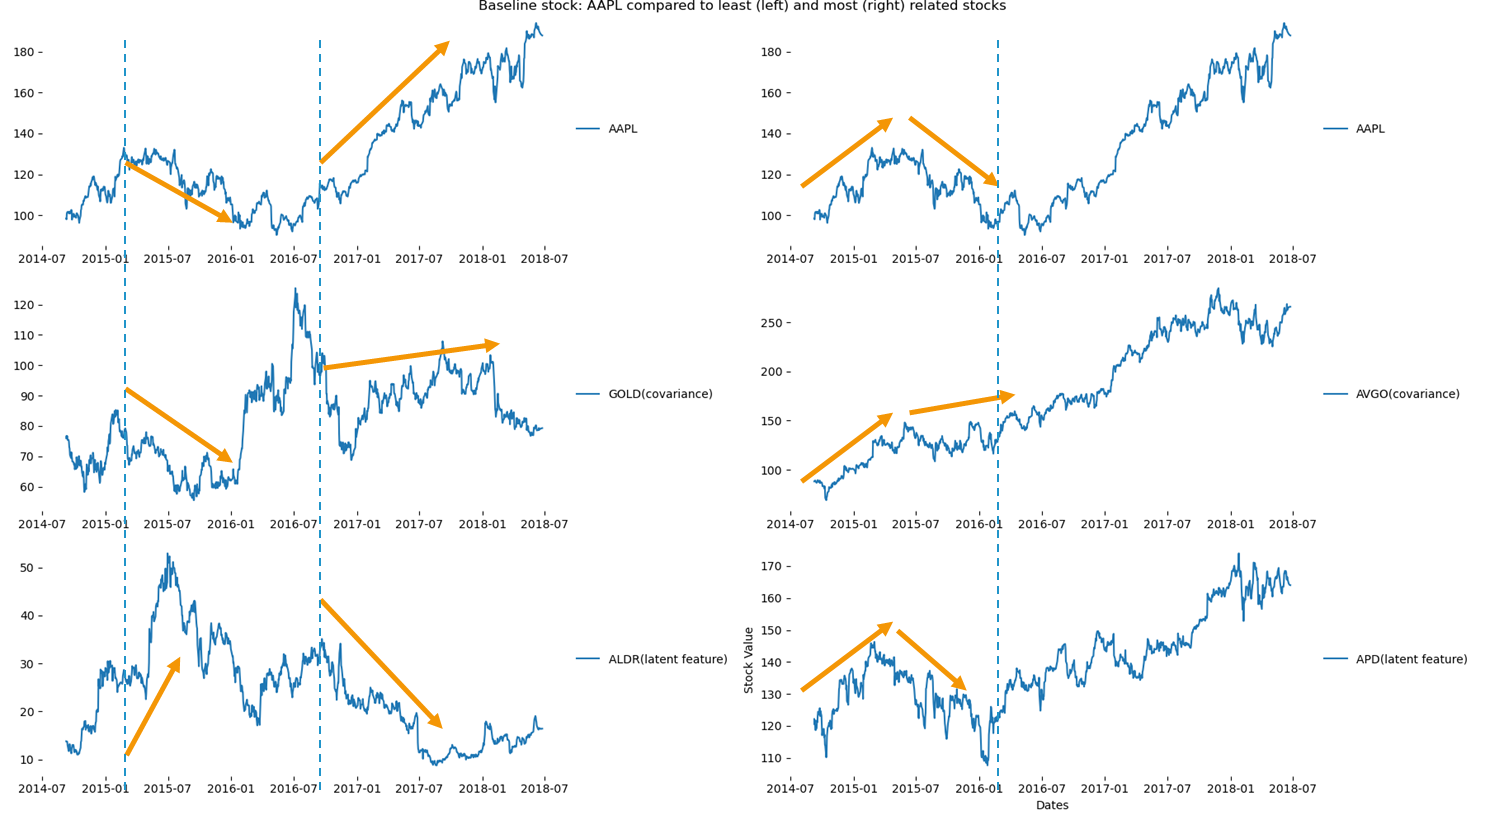 Baseline stock: AAPL compared to least (left) and most (right) related stocks
180
160
140
120
100
2014-07 2015-01 2015-07 2016-01 2016-07 2017-01 2017-07 2018-01 2018-07
AAPL
180
160
140
120
100
2014-07 2015-01 2015-07 2016-01 2016-07 2017-01 2017-07 2018-01 2018-07
AAPL
120
110
100
90
80
70
60
2014-07 2015-01 2015-07 2016-01 2016-07 2017-01 2017-07 2018-01 2018-07
GOLD(covariance)
250
200
150
100
2014-07 2015-01 2015-07 2016-01 2016-07 2017-01 2017-07 2018-01 2018-07
AVGO(covariance)
50
40
30
20
10
2014-07 2015-01 2015-07 2016-01 2016-07 2017-01 2017-07 2018-01 2018-07
ALDR(latent feature)
Stock Value
170
160
150
140
130
120
110
2014-07 2015-01 2015-07 2016-01 2016-07 2017-01 2017-07 2018-01 2018-07
Dates
APD(latent feature)